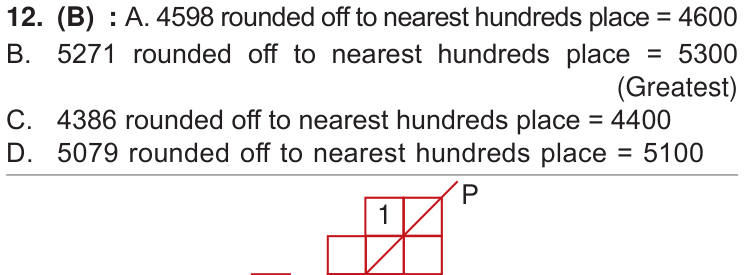 12. (B) : A. 4598 rounded off to nearest hundreds place = 4600
B. 5271 rounded off to nearest hundreds place = 5300
(Greatest)
C. 4386 rounded off to nearest hundreds place = 4400
D. 5079 rounded off to nearest hundreds place = 5100
P
1